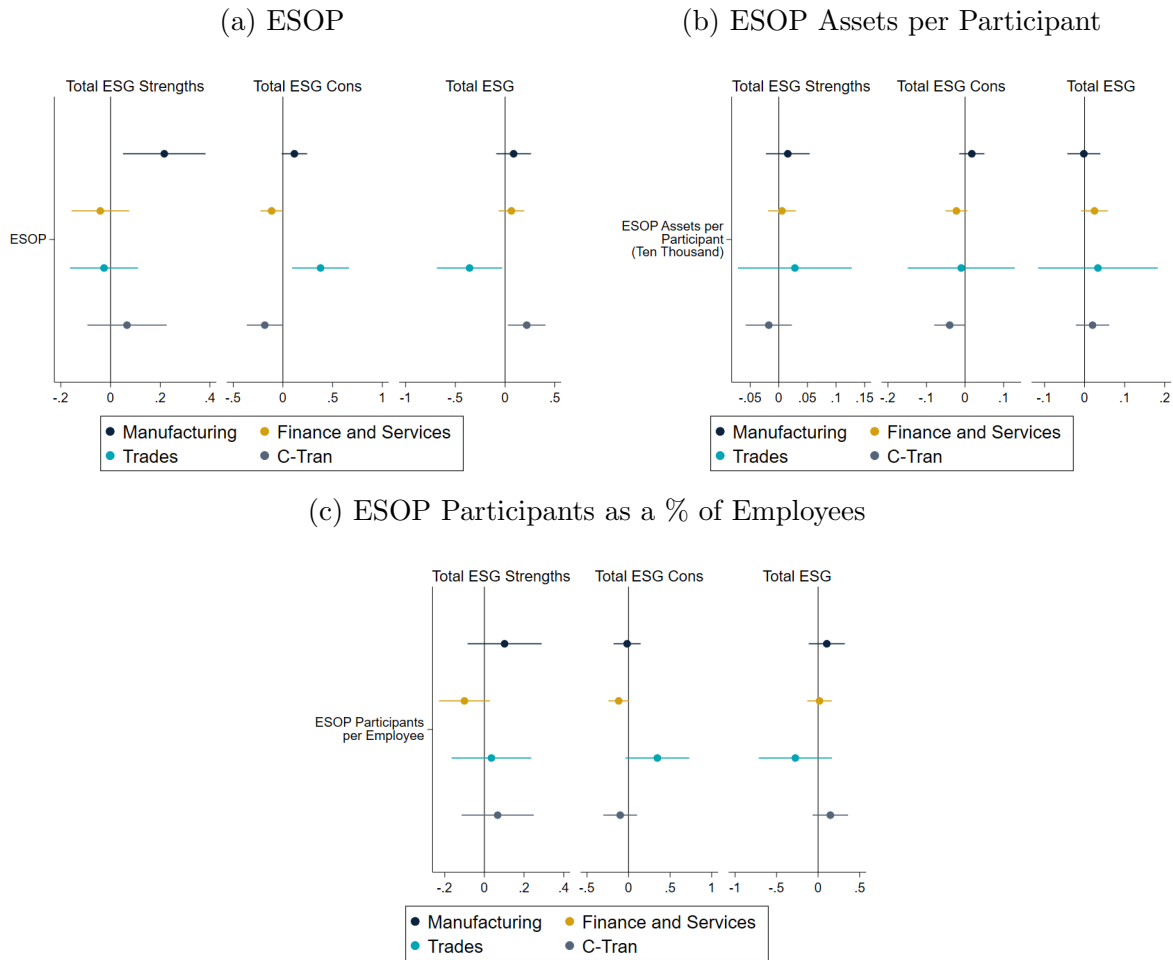 (a) ESOP
Total ESG Strengths Total ESG Cons Total ESG
ESOP
-.2 0 .2 .4 -.5 0 .5 1 -1 -.5 0 .5
Manufacturing Finance and Services
Trades C-Tran
(b) ESOP Assets per Participant
Total ESG Strengths Total ESG Cons Total ESG
ESOP Assets per
Participant
(Ten Thousand)
-.05 0 .05 .1 .15 -.2 -.1 0 .1 -.1 0 .1 .2
Manufacturing Finance and Services
Trades C-Tran
(c) ESOP Participants as a % of Employees
Total ESG Strengths Total ESG Cons Total ESG
ESOP Participants
per Employee
-.2 0 .2 .4 -.5 0 .5 1 -1 -.5 0 .5
Manufacturing Finance and Services
Trades C-Tran